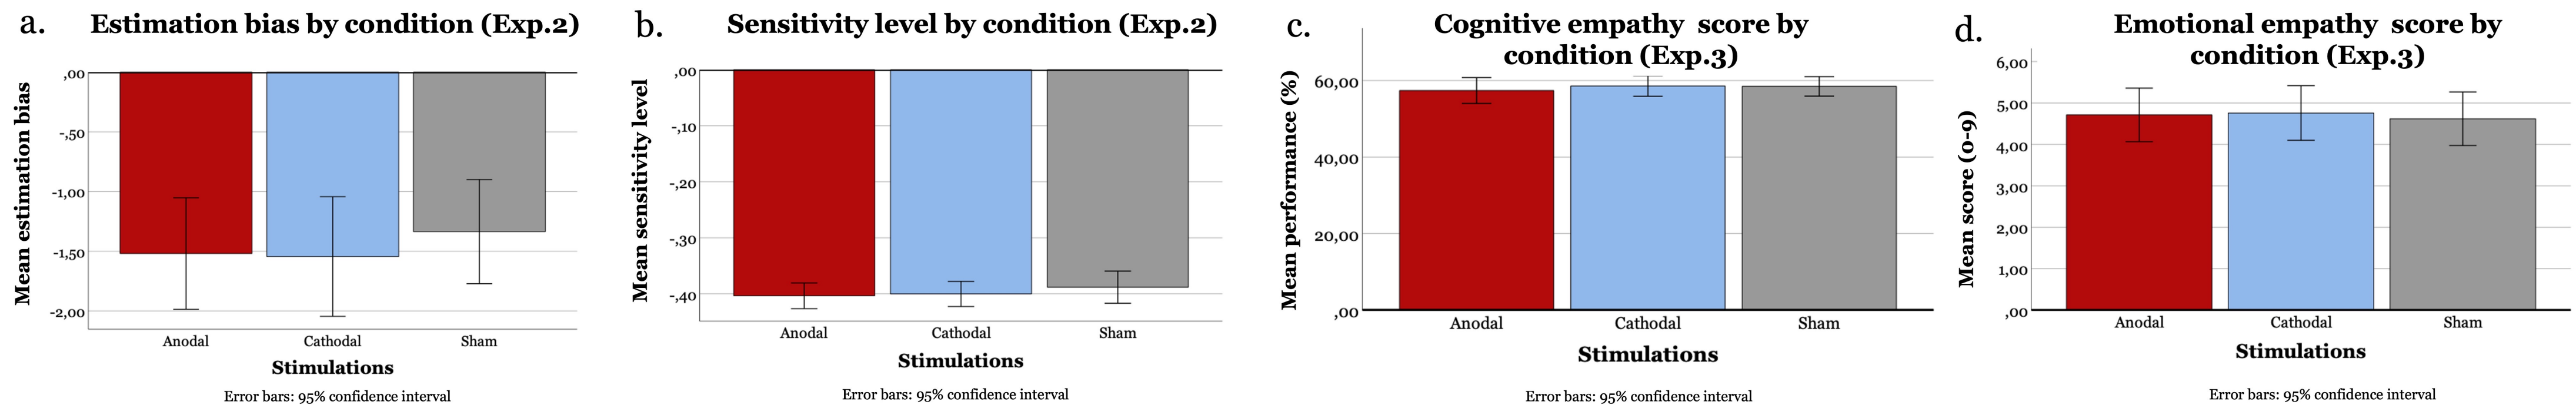 a. Estimation bias by condition (Exp.2)
Mean estimation bias
,00
-,50
-1,00
-1,50
-2,00
Anodal Cathodal Sham
Stimulations
Error bars: 95% confidence interval
b. Sensitivity level by condition (Exp.2)
Mean sensitivity level
,00
-,10
-,20
-,30
-,40
Anodal Cathodal Sham
Stimulations
Error bars: 95% confidence interval
c. Cognitive empathy score by
condition (Exp.3)
Mean performance (%)
60,00
40,00
20,00
,00
Anodal Cathodal Sham
Stimulations
Error bars: 95% confidence interval
d. Emotional empathy score by
condition (Exp.3)
Mean score (0-9)
6,00
5,00
4,00
3,00
2,00
1,00
,00
Anodal Cathodal Sham
Stimulations
Error bars: 95% confidence interval